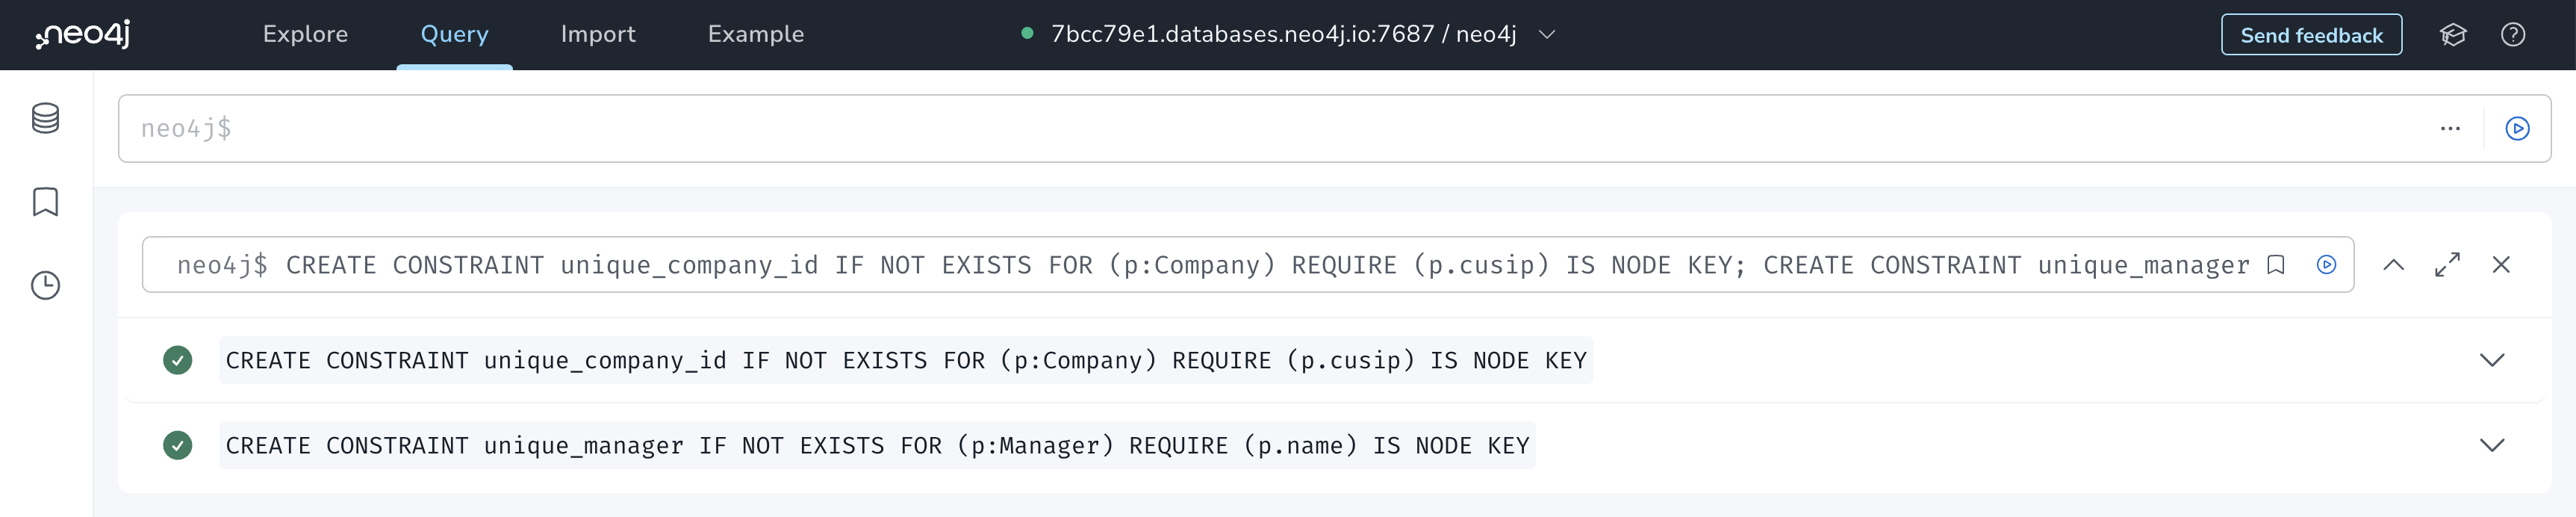 neo4j Explore Query Import Example 7bcc79e1.databases.neo4j.io:7687 / neo4j Send feedback ?
neo4j$ ...
neo4j$ CREATE CONSTRAINT unique_company_id IF NOT EXISTS FOR (p:Company) REQUIRE (p.cusip) IS NODE KEY; CREATE CONSTRAINT unique_manager
CREATE CONSTRAINT unique_company_id IF NOT EXISTS FOR (p:Company) REQUIRE (p.cusip) IS NODE KEY
CREATE CONSTRAINT unique_manager IF NOT EXISTS FOR (p:Manager) REQUIRE (p.name) IS NODE KEY